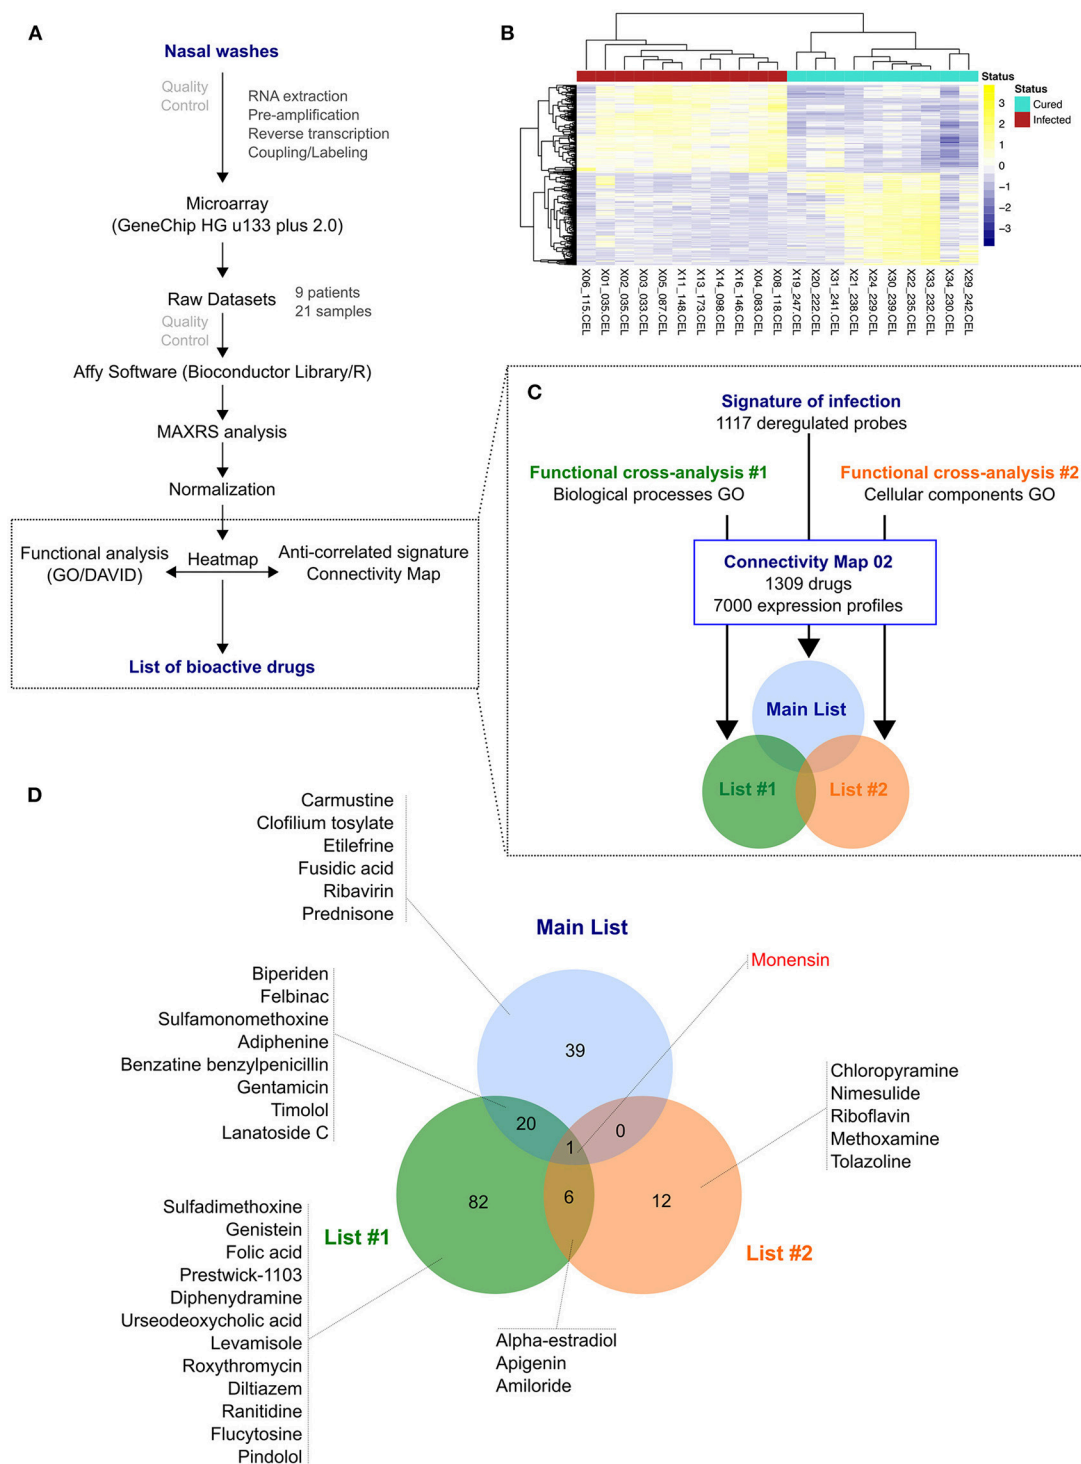 A
Nasal washes
Quality
Control
RNA extraction
Pre-amplification
Reverse transcription
Coupling/Labeling
Microarray
(GeneChip HG u133 plus 2.0)
Raw Datasets
9 patients
21 samples
Quality
Control
Affy Software (Bioconductor Library/R)
MAXRS analysis
Normalization
Functional analysis
(GO/DAVID)
Heatmap
Anti-correlated signature
Connectivity Map
List of bioactive drugs
B
Status
3
2
1
0
−1
−2
−3
Status
Cured
Infected
X06_115.CEL
X01_035.CEL
X02_035.CEL
X03_033.CEL
X05_087.CEL
X11_148.CEL
X13_173.CEL
X14_098.CEL
X16_146.CEL
X04_083.CEL
X08_118.CEL
X19_247.CEL
X20_222.CEL
X31_241.CEL
X21_238.CEL
X24_229.CEL
X30_239.CEL
X22_235.CEL
X33_232.CEL
X34_230.CEL
X29_242.CEL
C
Signature of infection
1117 deregulated probes
Functional cross-analysis #1
Biological processes GO
Functional cross-analysis #2
Cellular components GO
Connectivity Map 02
1309 drugs
7000 expression profiles
Main List
List #1
List #2
D
Carmustine
Clofilium tosylate
Etilefrine
Fusidic acid
Ribavirin
Prednisone
Main List
Monensin
Biperiden
Felbinac
Sulfamonomethoxine
Adiphenine
Benzatine benzylpenicillin
Gentamicin
Timolol
Lanatoside C
39
20
1
0
82
6
12
Chloropyramine
Nimesulide
Riboflavin
Methoxamine
Tolazoline
List #1
List #2
Sulfadimethoxine
Genistein
Folic acid
Prestwick-1103
Diphenydramine
Urseodeoxycholic acid
Levamisole
Roxythromycin
Diltiazem
Ranitidine
Flucytosine
Pindolol
Alpha-estradiol
Apigenin
Amiloride